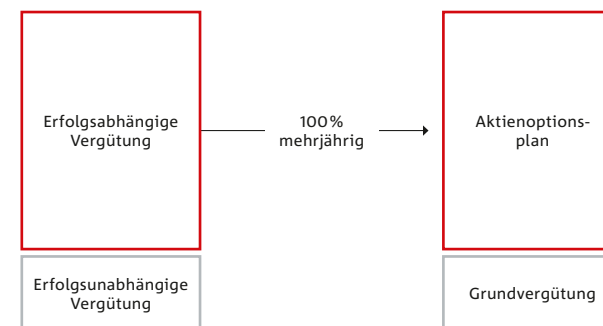 Erfolgsabhängige
Vergütung
100%
mehrjährig
Aktienoptions-
plan
Erfolgsunabhängige
Vergütung
Grundvergütung